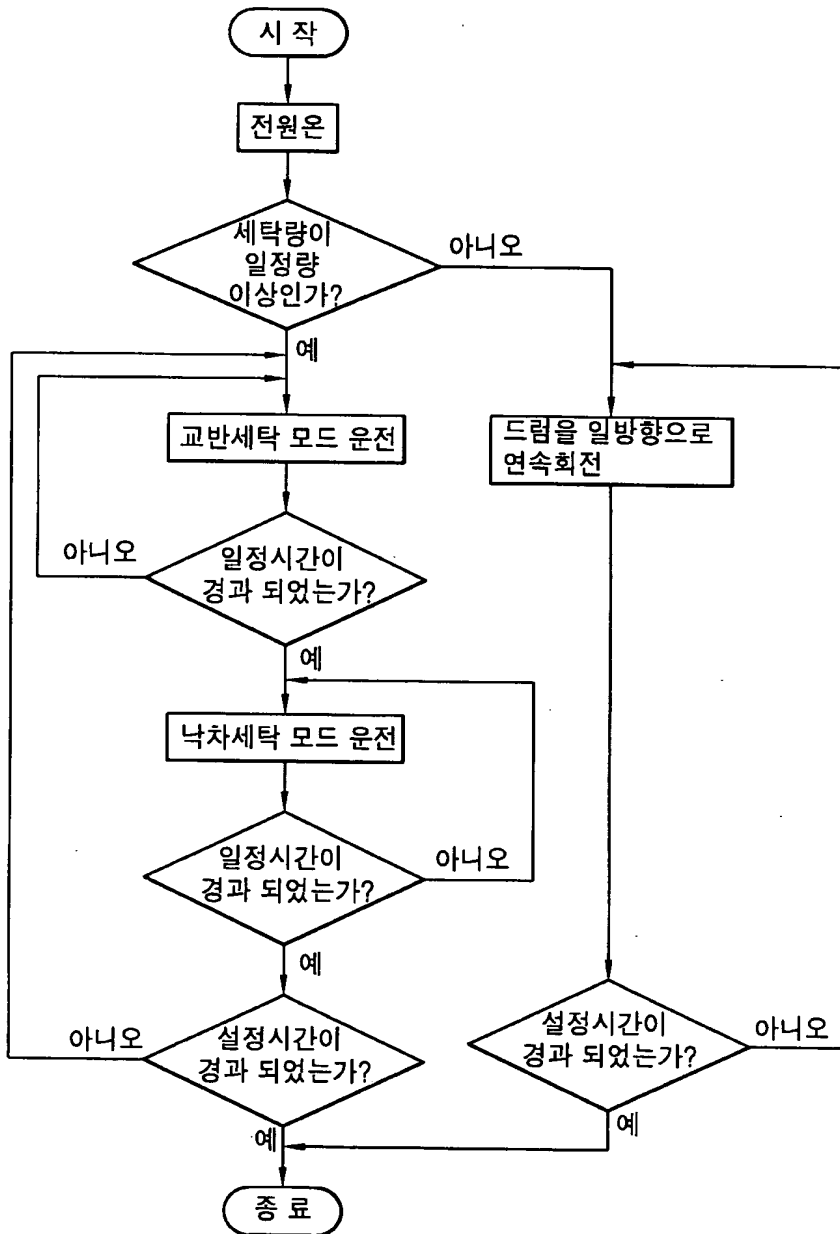 시 작
전원온
세탁량이
일정량
이상인가?
아니오
예
교반세탁 모드 운전
드럼을 일방향으로
연속회전
아니오
일정시간이
경과 되었는가?
예
낙차세탁 모드 운전
일정시간이
경과 되었는가?
아니오
예
설정시간이
경과 되었는가?
아니오
예
설정시간이
경과 되었는가?
아니오
예
종 료